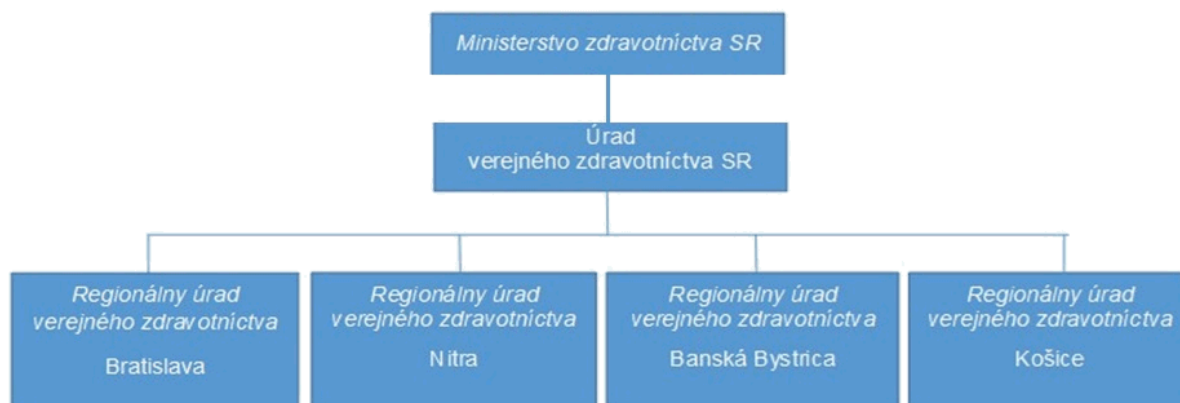 Ministerstvo zdravotníctva SR
Úrad
verejného zdravotníctva SR
Regionálny úrad
verejného zdravotníctva
Bratislava
Regionálny úrad
verejného zdravotníctva
Nitra
Regionálny úrad
verejného zdravotníctva
Banská Bystrica
Regionálny úrad
verejného zdravotníctva
Košice